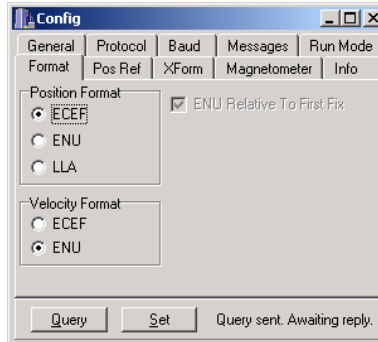 Config
General Protocol Baud Messages Run Mode
Format Pos Ref XForm Magnetometer Info
Position Format
ECEF
ENU
LLA
ENU Relative To First Fix
Velocity Format
ECEF
ENU
Query Set Query sent. Awaiting reply.